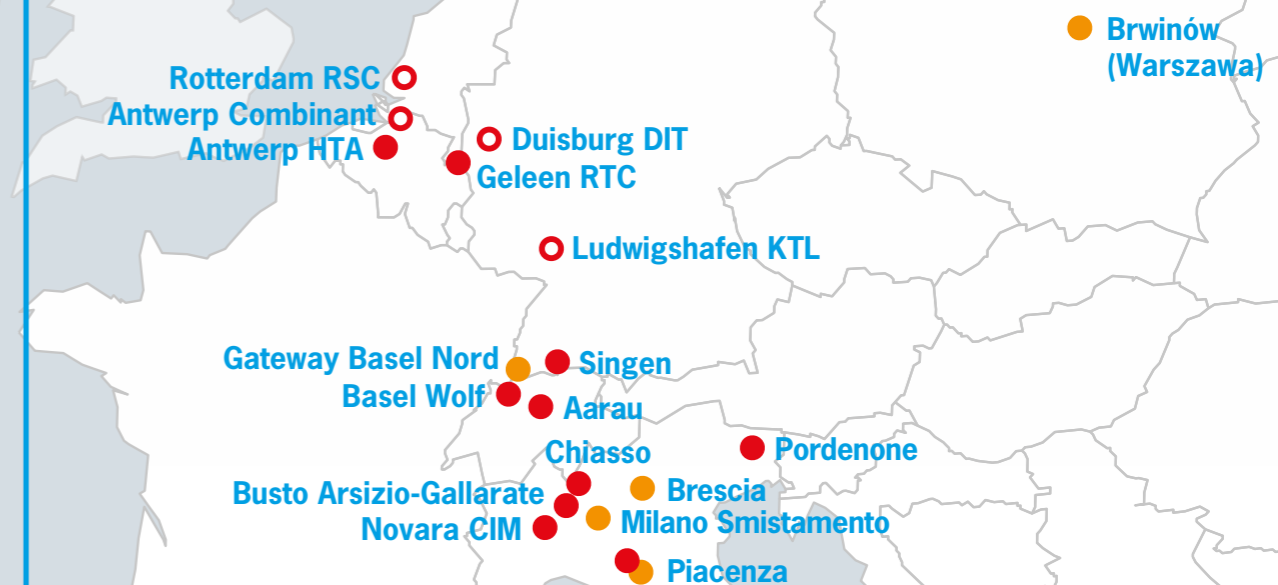 Brwinów
(Warszawa)
Rotterdam RSC
Antwerp Combinant
Antwerp HTA
Duisburg DIT
Geleen RTC
Ludwigshafen KTL
Gateway Basel Nord
Singen
Basel Wolf
Aarau
Chiasso
Pordenone
Busto Arsizio-Gallarate
Brescia
Novara CIM
Milano Smistamento
Piacenza